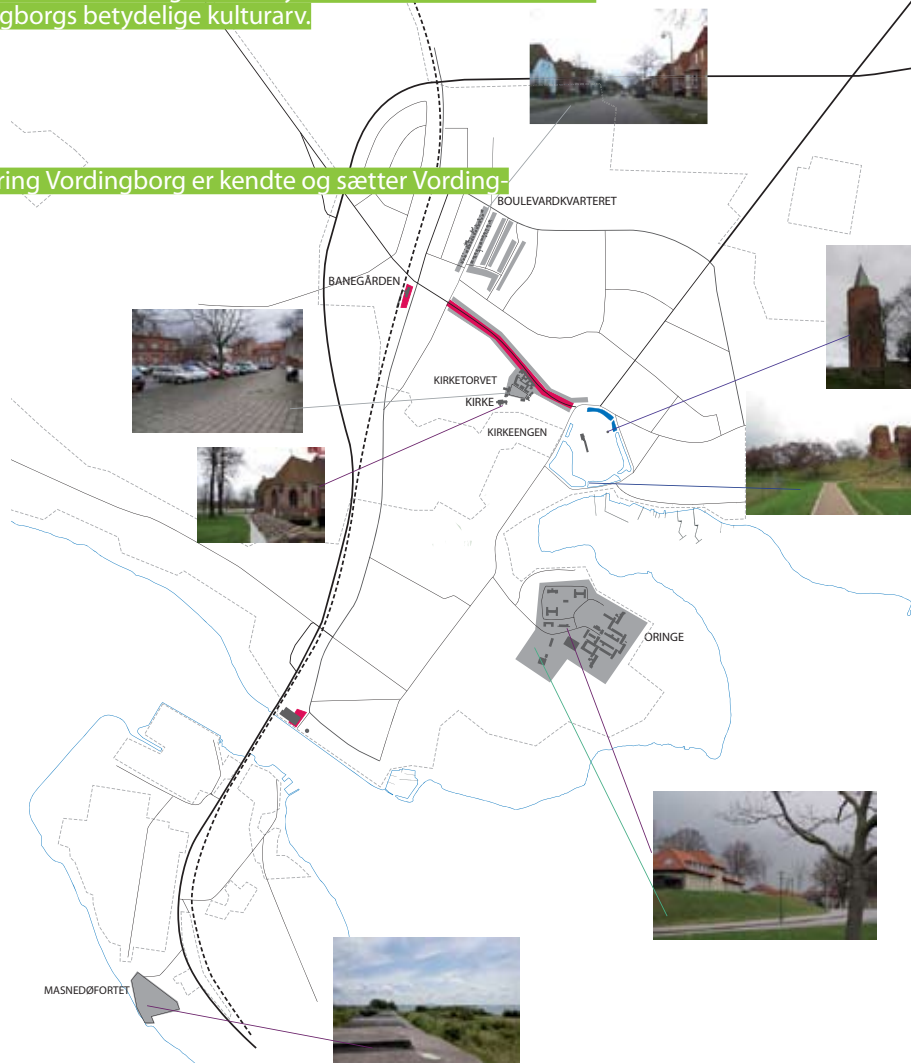 gborgs betydelige kulturarv.
ring Vordingborg er kendte og sætter Vording-
BOULEVARDKVARTERET
BANEGÅRDEN
KIRKETORVET
KIRKE
KIRKEENGEN
ORINGE
MASNEDØFORTET